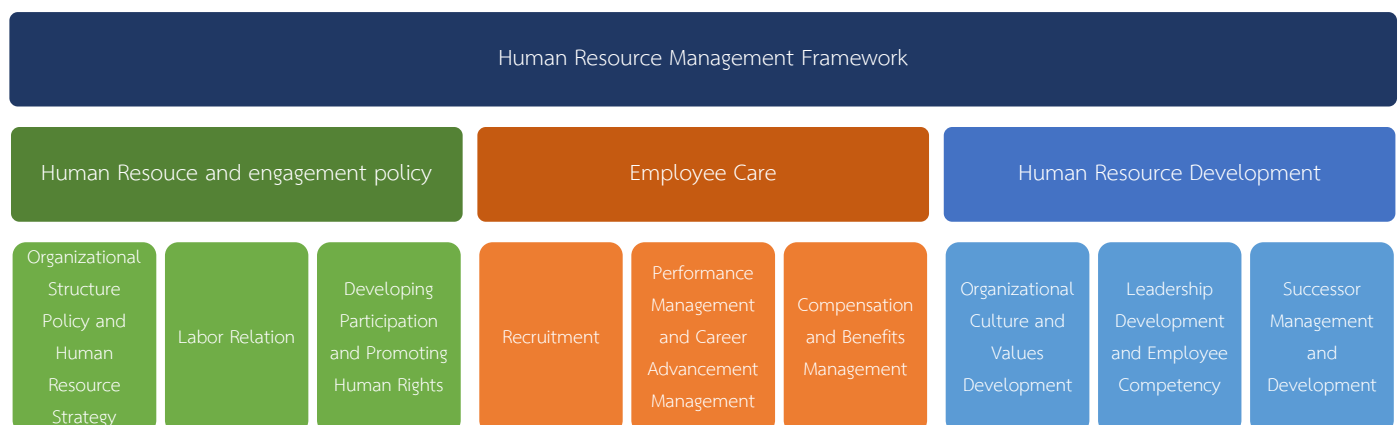 Human Resource Management Framework
Human Resouce and engagement policy
Employee Care
Human Resource Development
Organizational
Structure
Policy and
Human
Resource
Strategy
Labor Relation
Developing
Participation
and Promoting
Human Rights
Recruitment
Performance
Management
and Career
Advancement
Management
Compensation
and Benefits
Management
Organizational
Culture and
Values
Development
Leadership
Development
and Employee
Competency
Successor
Management
and
Development